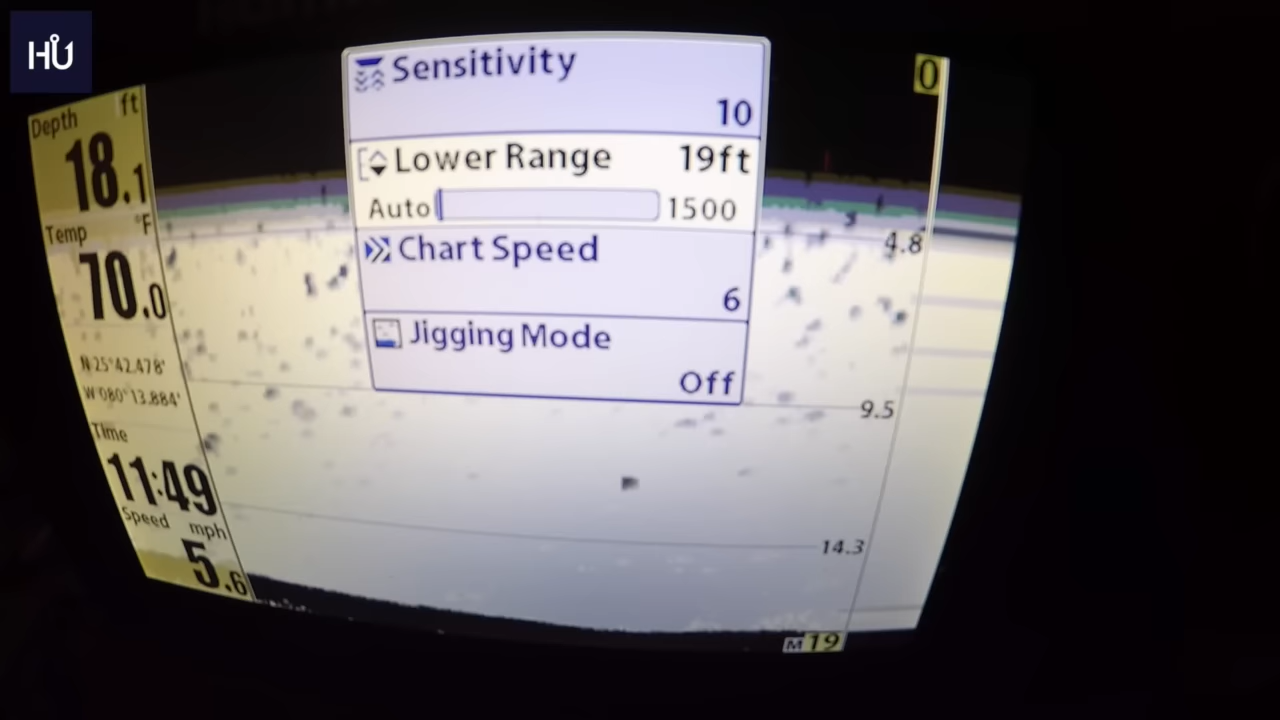 HU
Depth ft
18.1
Temp °F
70.0
N 25°42.478'
W 080°13.884'
Time
11:49
Speed mph
5.6
Sensitivity
10
Lower Range 19ft
Auto 1500
Chart Speed
6
Jigging Mode
Off
0
4.8
9.5
14.3
M 19